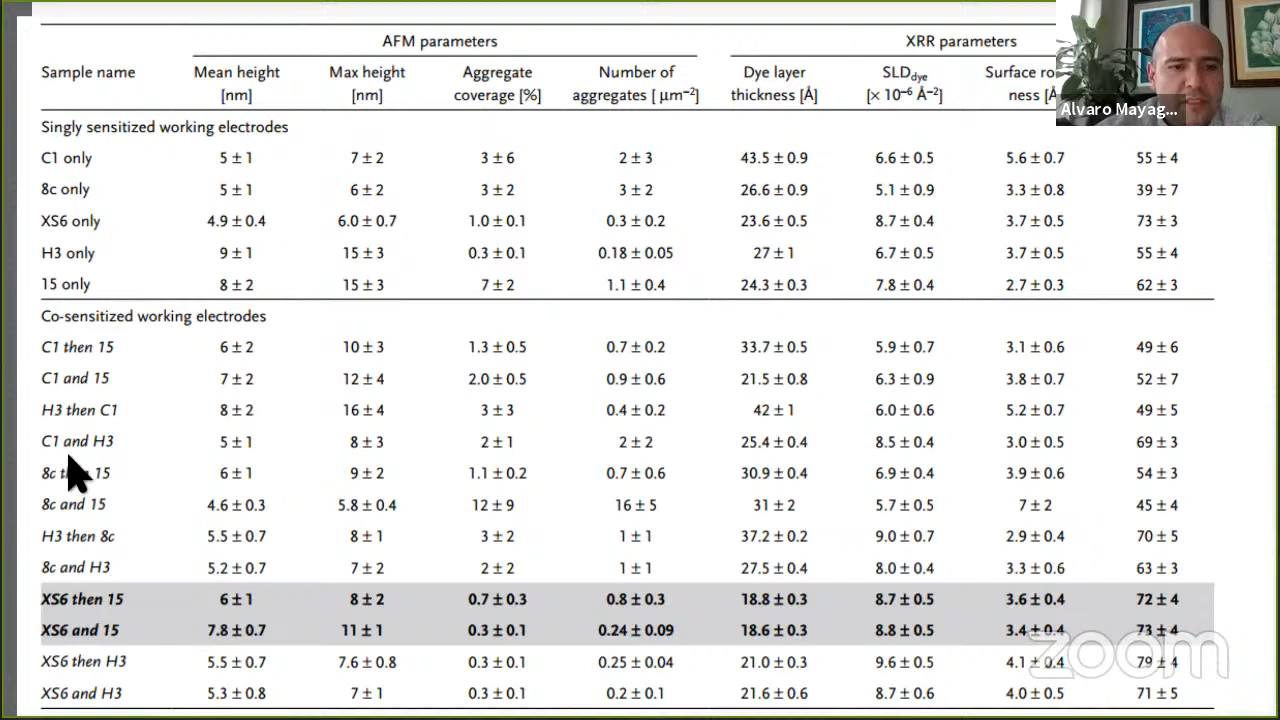 AFM parameters XRR parameters
Sample name Mean height [nm] Max height [nm] Aggregate coverage [%] Number of aggregates [ μm⁻²] Dye layer thickness [Å] SLDdye [× 10⁻⁶ Å⁻²] Surface ro ness [Å
Singly sensitized working electrodes
C1 only 5 ± 1 7 ± 2 3 ± 6 2 ± 3 43.5 ± 0.9 6.6 ± 0.5 5.6 ± 0.7 55 ± 4
8c only 5 ± 1 6 ± 2 3 ± 2 3 ± 2 26.6 ± 0.9 5.1 ± 0.9 3.3 ± 0.8 39 ± 7
XS6 only 4.9 ± 0.4 6.0 ± 0.7 1.0 ± 0.1 0.3 ± 0.2 23.6 ± 0.5 8.7 ± 0.4 3.7 ± 0.5 73 ± 3
H3 only 9 ± 1 15 ± 3 0.3 ± 0.1 0.18 ± 0.05 27 ± 1 6.7 ± 0.5 3.7 ± 0.5 55 ± 4
15 only 8 ± 2 15 ± 3 7 ± 2 1.1 ± 0.4 24.3 ± 0.3 7.8 ± 0.4 2.7 ± 0.3 62 ± 3
Co-sensitized working electrodes
C1 then 15 6 ± 2 10 ± 3 1.3 ± 0.5 0.7 ± 0.2 33.7 ± 0.5 5.9 ± 0.7 3.1 ± 0.6 49 ± 6
C1 and 15 7 ± 2 12 ± 4 2.0 ± 0.5 0.9 ± 0.6 21.5 ± 0.8 6.3 ± 0.9 3.8 ± 0.7 52 ± 7
H3 then C1 8 ± 2 16 ± 4 3 ± 3 0.4 ± 0.2 42 ± 1 6.0 ± 0.6 5.2 ± 0.7 49 ± 5
C1 and H3 5 ± 1 8 ± 3 2 ± 1 2 ± 2 25.4 ± 0.4 8.5 ± 0.4 3.0 ± 0.5 69 ± 3
8c 15 6 ± 1 9 ± 2 1.1 ± 0.2 0.7 ± 0.6 30.9 ± 0.4 6.9 ± 0.4 3.9 ± 0.6 54 ± 3
8c and 15 4.6 ± 0.3 5.8 ± 0.4 12 ± 9 16 ± 5 31 ± 2 5.7 ± 0.5 7 ± 2 45 ± 4
H3 then 8c 5.5 ± 0.7 8 ± 1 3 ± 2 1 ± 1 37.2 ± 0.2 9.0 ± 0.7 2.9 ± 0.4 70 ± 5
8c and H3 5.2 ± 0.7 7 ± 2 2 ± 2 1 ± 1 27.5 ± 0.4 8.0 ± 0.4 3.3 ± 0.6 63 ± 3
XS6 then 15 6 ± 1 8 ± 2 0.7 ± 0.3 0.8 ± 0.3 18.8 ± 0.3 8.7 ± 0.5 3.6 ± 0.4 72 ± 4
XS6 and 15 7.8 ± 0.7 11 ± 1 0.3 ± 0.1 0.24 ± 0.09 18.6 ± 0.3 8.8 ± 0.5 3.4 ± 0.4 73 ± 4
XS6 then H3 5.5 ± 0.7 7.6 ± 0.8 0.3 ± 0.1 0.25 ± 0.04 21.0 ± 0.3 9.6 ± 0.5 4.1 ± 0.4 79 ± 4
XS6 and H3 5.3 ± 0.8 7 ± 1 0.3 ± 0.1 0.2 ± 0.1 21.6 ± 0.6 8.7 ± 0.6 4.0 ± 0.5 71 ± 5
Alvaro Mayag...
zoom